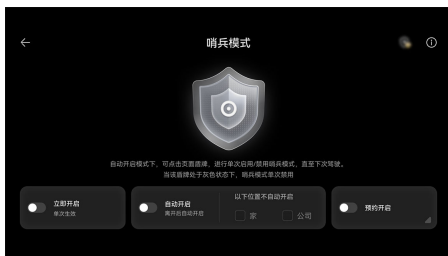 哨兵模式
自动开启模式下，可点击页面盾牌，进行单次启用/禁用哨兵模式，直至下次驾驶。
当该盾牌处于灰色状态下，哨兵模式单次禁用
立即开启
单次生效
自动开启
离开后自动开启
以下位置不自动开启
家
公司
预约开启